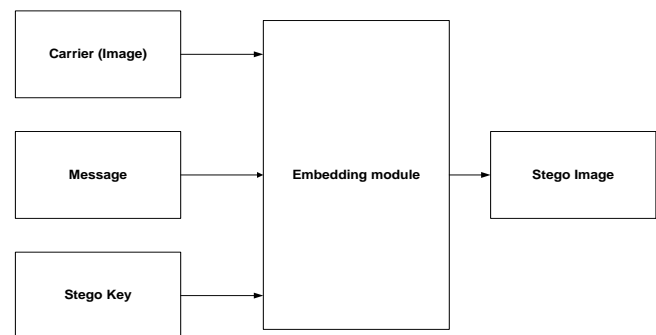 Carrier (Image)
Message
Embedding module
Stego Image
Stego Key